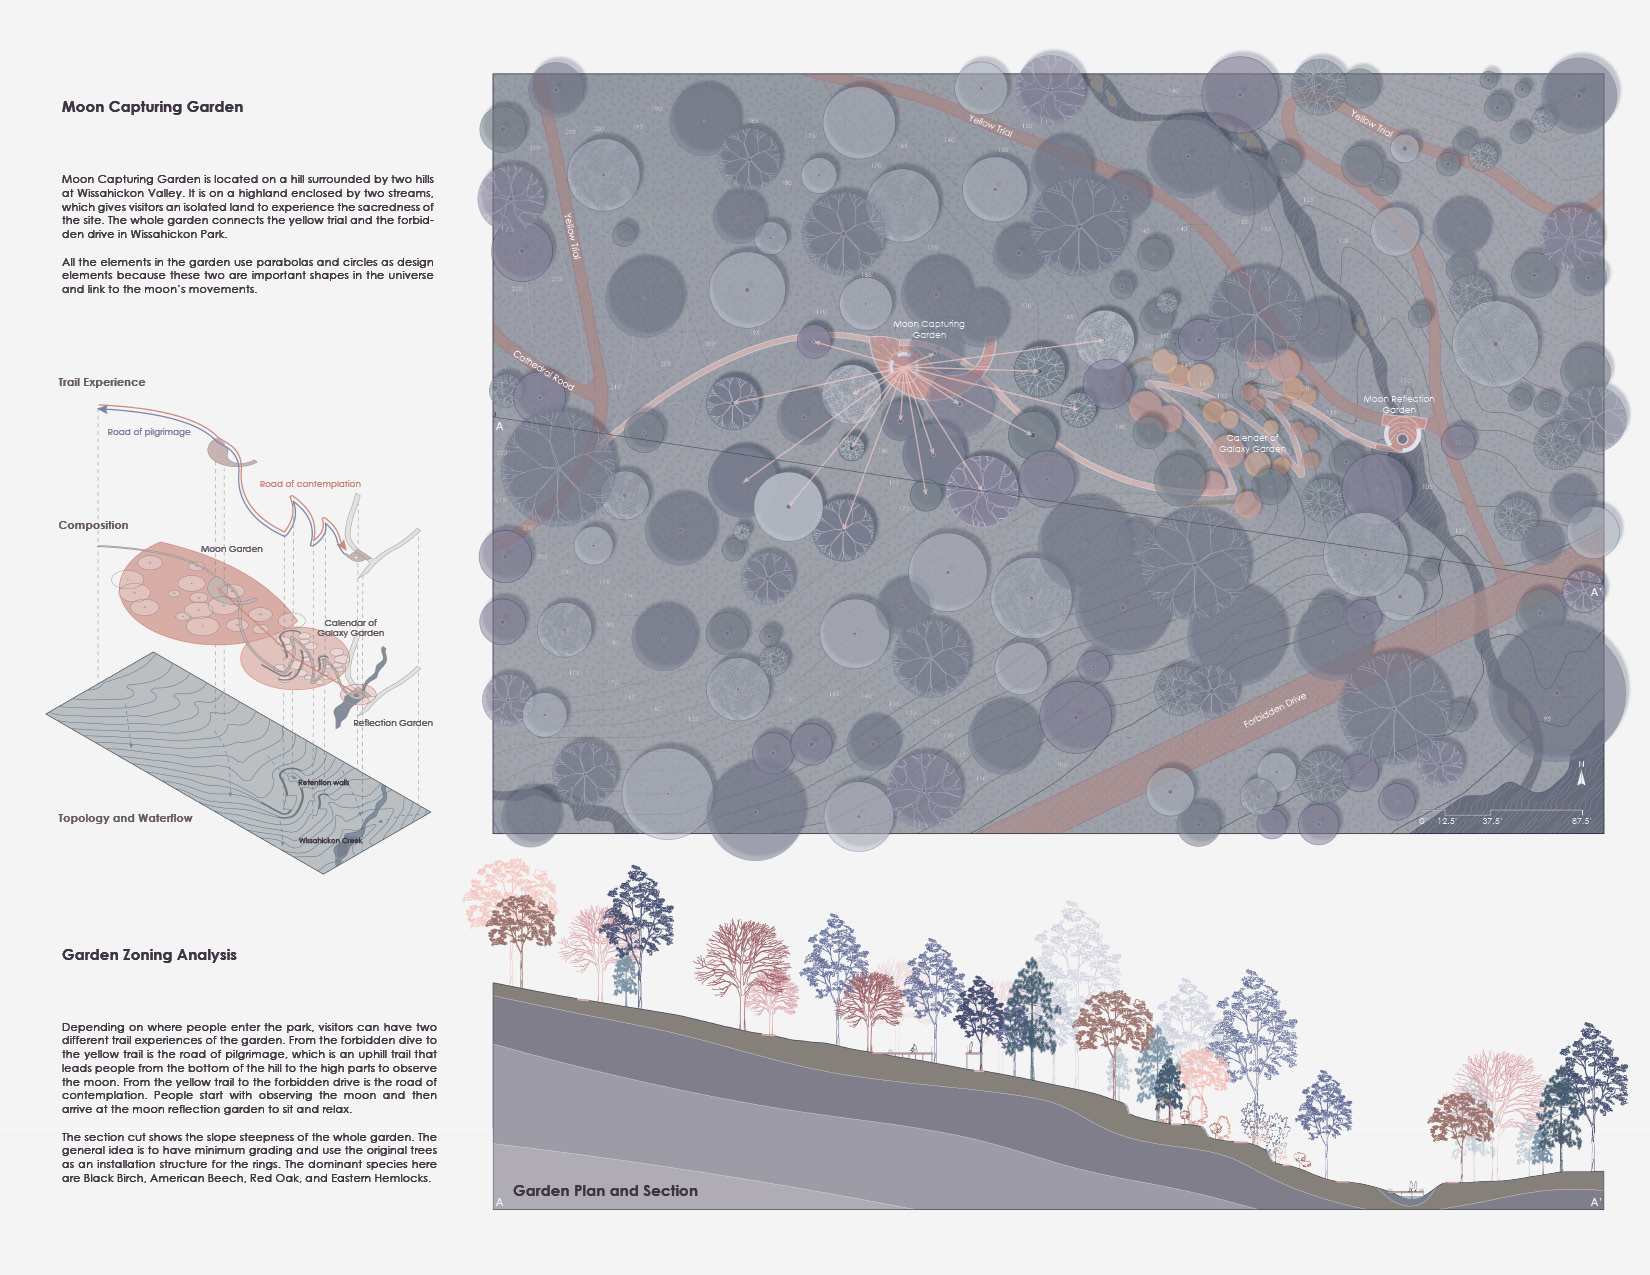 Moon Capturing Garden
Moon Capturing Garden is located on a hill surrounded by two hills
at Wissahickon Valley. It is on a highland enclosed by two streams,
which gives visitors an isolated land to experience the sacredness of
the site. The whole garden connects the yellow trial and the forbid-
den drive in Wissahickon Park.
All the elements in the garden use parabolas and circles as design
elements because these two are important shapes in the universe
and link to the moon's movements.
Trail Experience
Road of pilgrimage
Road of contemplation
Composition
Moon Garden
Calendar of
Galaxy Garden
Reflection Garden
Retention walls
Topology and Waterflow
Wissahickon Creek
Garden Zoning Analysis
Depending on where people enter the park, visitors can have two
different trail experiences of the garden. From the forbidden dive to
the yellow trail is the road of pilgrimage, which is an uphill trail that
leads people from the bottom of the hill to the high parts to observe
the moon. From the yellow trail to the forbidden drive is the road of
contemplation. People start with observing the moon and then
arrive at the moon reflection garden to sit and relax.
The section cut shows the slope steepness of the whole garden. The
general idea is to have minimum grading and use the original trees
as an installation structure for the rings. The dominant species here
are Black Birch, American Beech, Red Oak, and Eastern Hemlocks.
Yellow Trial
Yellow Trial
Yellow Trial
Cathedral Road
Moon Capturing
Garden
Moon Reflection
Garden
Calender of
Galaxy Garden
A
A'
Forbidden Drive
N
0 12.5' 37.5' 87.5'
Garden Plan and Section
A
A'